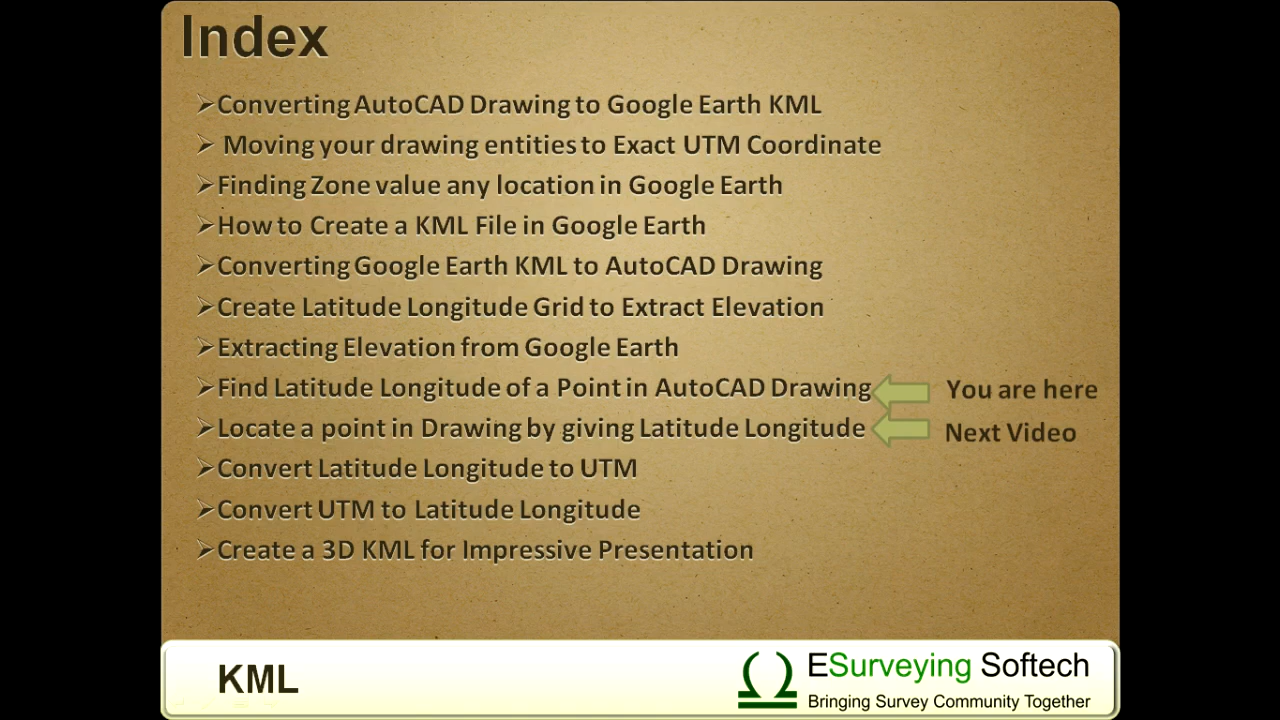 Index
➢Converting AutoCAD Drawing to Google Earth KML
➢ Moving your drawing entities to Exact UTM Coordinate
➢Finding Zone value any location in Google Earth
➢How to Create a KML File in Google Earth
➢Converting Google Earth KML to AutoCAD Drawing
➢Create Latitude Longitude Grid to Extract Elevation
➢Extracting Elevation from Google Earth
➢Find Latitude Longitude of a Point in AutoCAD Drawing You are here
➢Locate a point in Drawing by giving Latitude Longitude Next Video
➢Convert Latitude Longitude to UTM
➢Convert UTM to Latitude Longitude
➢Create a 3D KML for Impressive Presentation
KML
ESurveying Softech
Bringing Survey Community Together